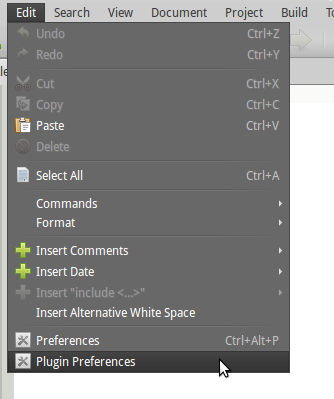 Edit Search View Document Project Build
Undo Ctrl+Z
Redo Ctrl+Y
Cut Ctrl+X
Copy Ctrl+C
Paste Ctrl+V
Delete
Select All Ctrl+A
Commands
Format
Insert Comments
Insert Date
Insert "include <...>"
Insert Alternative White Space
Preferences Ctrl+Alt+P
Plugin Preferences